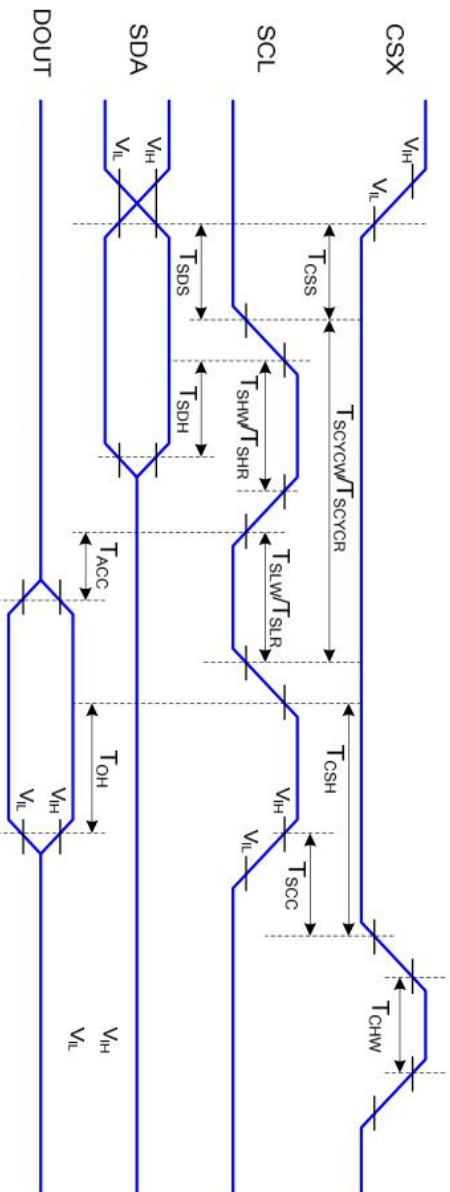 CSX
VIH
VIL
TCSS
TSCYCW/TSCYCR
TCSH
TCHW
SCL
TSHW/TSHR
TSLW/TSLR
VIH
VIL
TSCC
SDA
VIH
VIL
TSDS
TSDH
DOUT
TACC
TOH
VIH
VIL
VIH
VIL